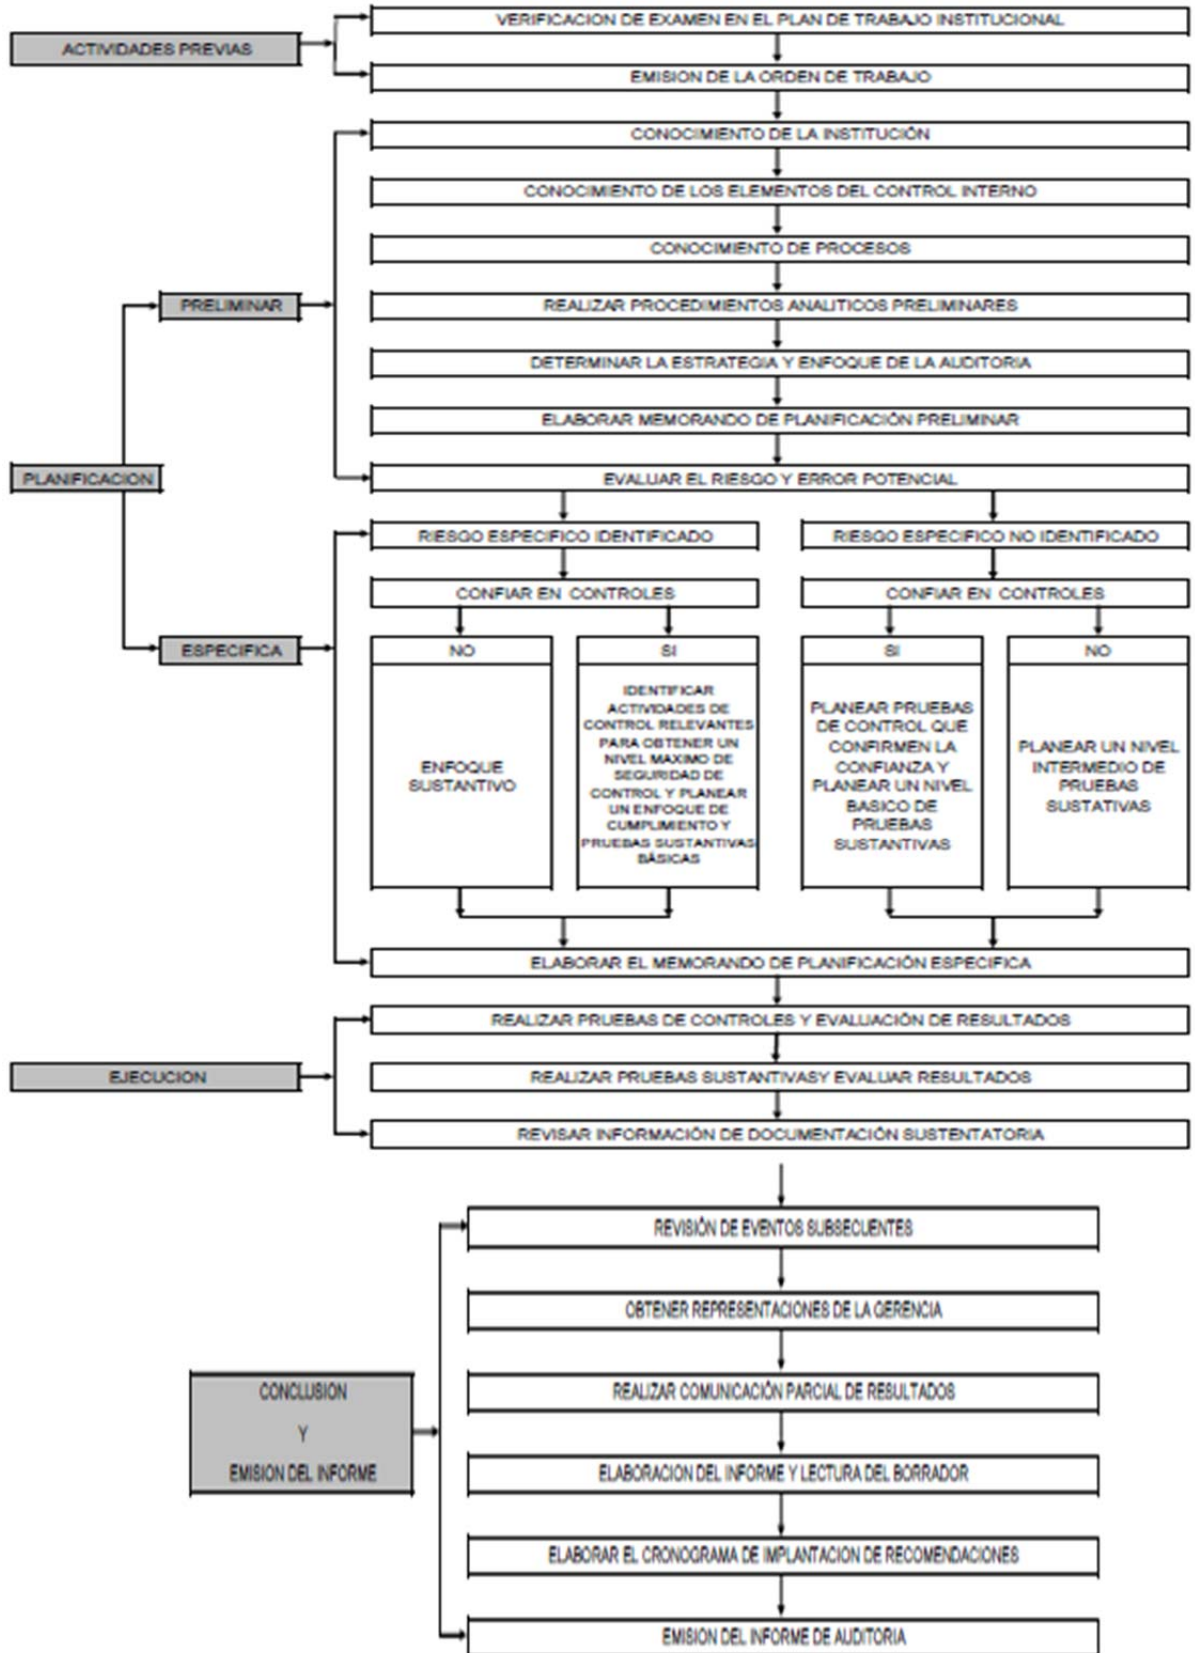 VERIFICACION DE EXAMEN EN EL PLAN DE TRABAJO INSTITUCIONAL
ACTIVIDADES PREVIAS
EMISION DE LA ORDEN DE TRABAJO
CONOCIMIENTO DE LA INSTITUCIÓN
CONOCIMIENTO DE LOS ELEMENTOS DEL CONTROL INTERNO
CONOCIMIENTO DE PROCESOS
PRELIMINAR
REALIZAR PROCEDIMIENTOS ANALITICOS PRELIMINARES
DETERMINAR LA ESTRATEGIA Y ENFOQUE DE LA AUDITORIA
ELABORAR MEMORANDO DE PLANIFICACIÓN PRELIMINAR
PLANIFICACION
EVALUAR EL RIESGO Y ERROR POTENCIAL
RIESGO ESPECIFICO IDENTIFICADO
RIESGO ESPECIFICO NO IDENTIFICADO
CONFIAR EN CONTROLES
CONFIAR EN CONTROLES
ESPECIFICA
NO
SI
SI
NO
ENFOQUE
SUSTANTIVO
IDENTIFICAR
ACTIVIDADES DE
CONTROL RELEVANTES
PARA OBTENER UN
NIVEL MAXIMO DE
SEGURIDAD DE
CONTROL Y PLANEAR
UN ENFOQUE DE
CUMPLIMIENTO Y
PRUEBAS SUSTANTIVAS
BÁSICAS
PLANEAR PRUEBAS
DE CONTROL QUE
CONFIRMEN LA
CONFIANZA Y
PLANEAR UN NIVEL
BASICO DE
PRUEBAS
SUSTANTIVAS
PLANEAR UN NIVEL
INTERMEDIO DE
PRUEBAS
SUSTATIVAS
ELABORAR EL MEMORANDO DE PLANIFICACIÓN ESPECIFICA
REALIZAR PRUEBAS DE CONTROLES Y EVALUACIÓN DE RESULTADOS
EJECUCION
REALIZAR PRUEBAS SUSTANTIVASY EVALUAR RESULTADOS
REVISAR INFORMACIÓN DE DOCUMENTACIÓN SUSTENTATORIA
REVISIÓN DE EVENTOS SUBSECUENTES
OBTENER REPRESENTACIONES DE LA GERENCIA
CONCLUSION
Y
EMISION DEL INFORME
REALIZAR COMUNICACIÓN PARCIAL DE RESULTADOS
ELABORACION DEL INFORME Y LECTURA DEL BORRADOR
ELABORAR EL CRONOGRAMA DE IMPLANTACION DE RECOMENDACIONES
EMISION DEL INFORME DE AUDITORIA